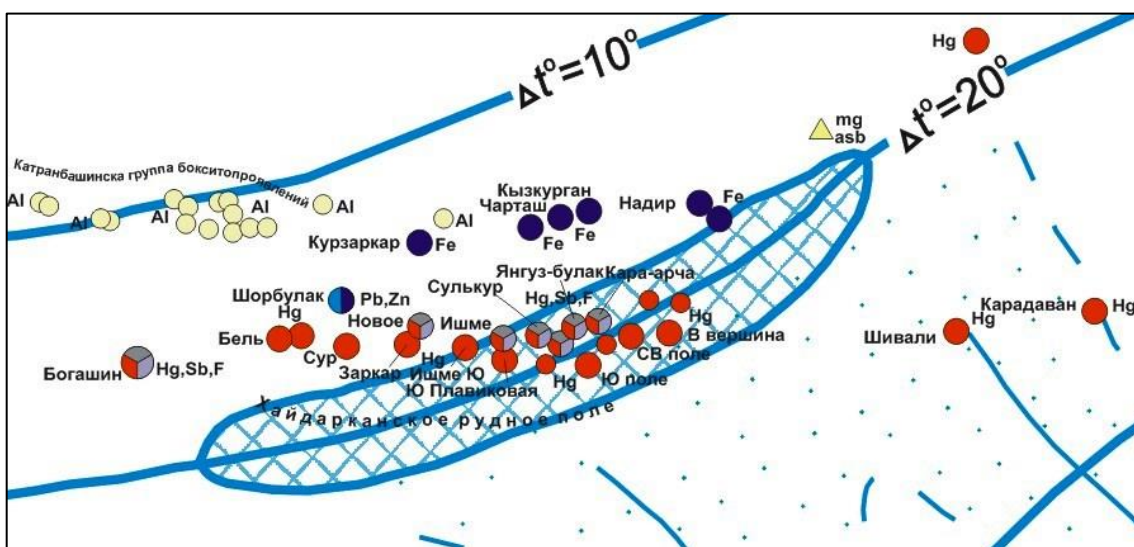 Hg
Δt°=10°
Δt°=20°
mg
asb
Катранбашинска группа бокситопроявлений
Al
Al
Al
Al
Al
Al
Кызкурган
Чарташ
Fe
Fe
Надир
Fe
Курзаркар
Fe
Янгуз-булак
Кара-арча
Сулькур
Hg,Sb,F
Hg
Шорбулак
Pb,Zn
Hg
Новое
Ишме
Бель
Сур
Заркар
Hg
Ишме Ю
Ю Плавиковая
Hg
Ю поле
СВ поле
В вершина
Богашин
Hg,Sb,F
Карадаван
Hg
Hg
Шивали
Хайдарканское рудное поле